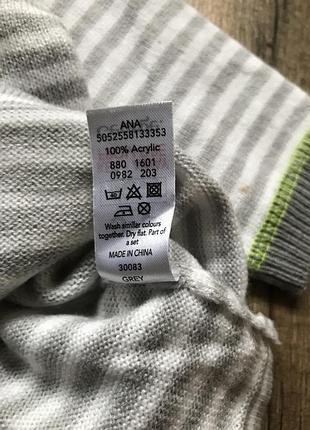 ANA
5052558133353
100% Acrylic
880 1601
0982 203
Wash similar colours
together. Dry flat. Part of
a set
MADE IN CHINA
30083
GREY